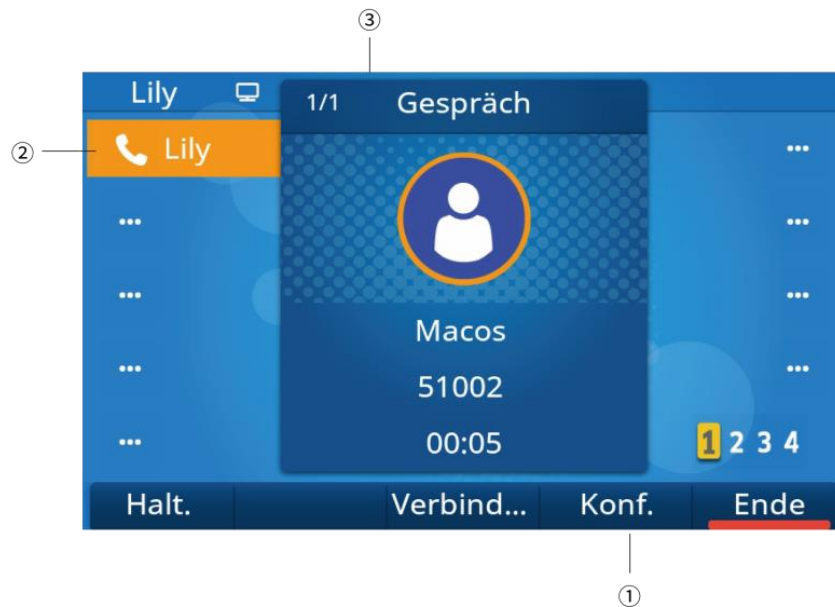 ③
Lily
1/1 Gespräch
② Lily ...
... ...
... ...
Macos
... 51002 ...
... 00:05 1 2 3 4
Halt. Verbind... Konf. Ende
①